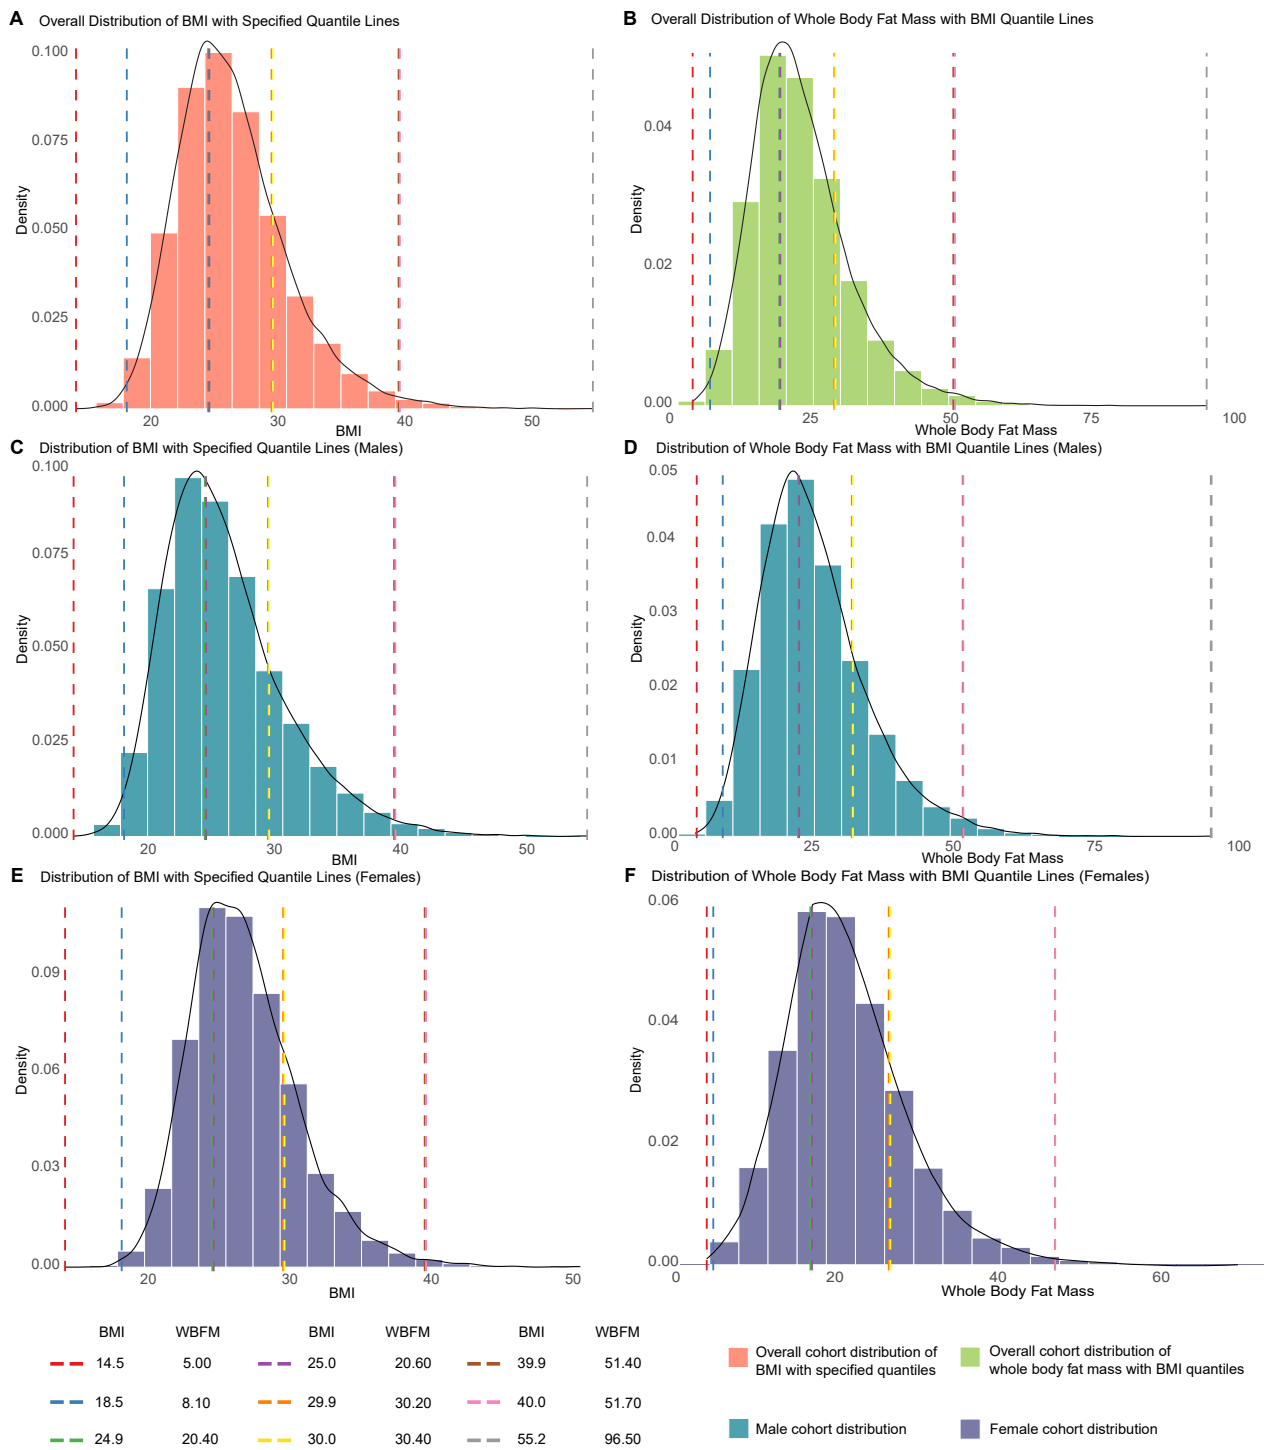 A Overall Distribution of BMI with Specified Quantile Lines
0.100
0.075
0.050
0.025
0.000
Density
20 30 40 50
BMI
B Overall Distribution of Whole Body Fat Mass with BMI Quantile Lines
0.04
0.02
0.00
Density
0 25 50 75 100
Whole Body Fat Mass
C Distribution of BMI with Specified Quantile Lines (Males)
0.100
0.075
0.050
0.025
0.000
Density
20 30 40 50
BMI
D Distribution of Whole Body Fat Mass with BMI Quantile Lines (Males)
0.05
0.04
0.03
0.02
0.01
0.00
Density
0 25 50 75 100
Whole Body Fat Mass
E Distribution of BMI with Specified Quantile Lines (Females)
0.09
0.06
0.03
0.00
Density
20 30 40 50
BMI
F Distribution of Whole Body Fat Mass with BMI Quantile Lines (Females)
0.06
0.04
0.02
0.00
Density
0 20 40 60
Whole Body Fat Mass
BMI WBFM BMI WBFM BMI WBFM
14.5 5.00 25.0 20.60 39.9 51.40
18.5 8.10 29.9 30.20 40.0 51.70
24.9 20.40 30.0 30.40 55.2 96.50
Overall cohort distribution of
BMI with specified quantiles
Overall cohort distribution of
whole body fat mass with BMI quantiles
Male cohort distribution
Female cohort distribution